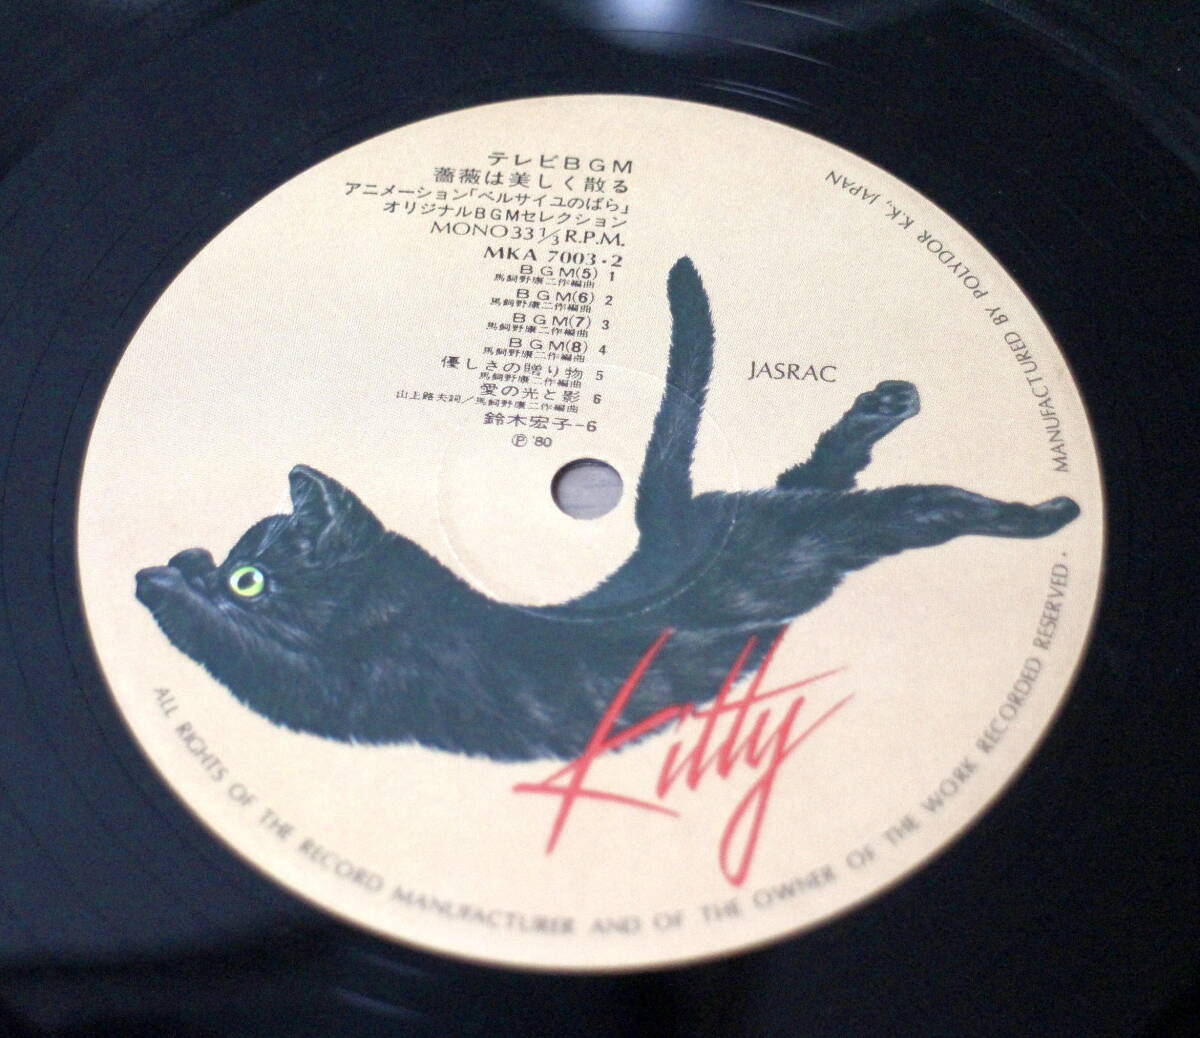 テレビBGM
薔薇は美しく散る
アニメーション「ベルサイユのばら」
オリジナルBGMセレクション
MONO 33 1/3 R.P.M.
MKA 7003・2
BGM(5) 1
馬飼野康二作編曲
BGM(6) 2
馬飼野康二作編曲
BGM(7) 3
馬飼野康二作編曲
BGM(8) 4
馬飼野康二作編曲
優しさの贈り物 5
馬飼野康二作編曲
愛の光と影 6
山上路夫詞/馬飼野康二作編曲
鈴木宏子-6
Ⓟ '80
JASRAC
Kitty
ALL RIGHTS OF THE RECORD MANUFACTURER AND OF THE OWNER OF THE WORK RECORDED RESERVED・
MANUFACTURED BY POLYDOR K.K., JAPAN